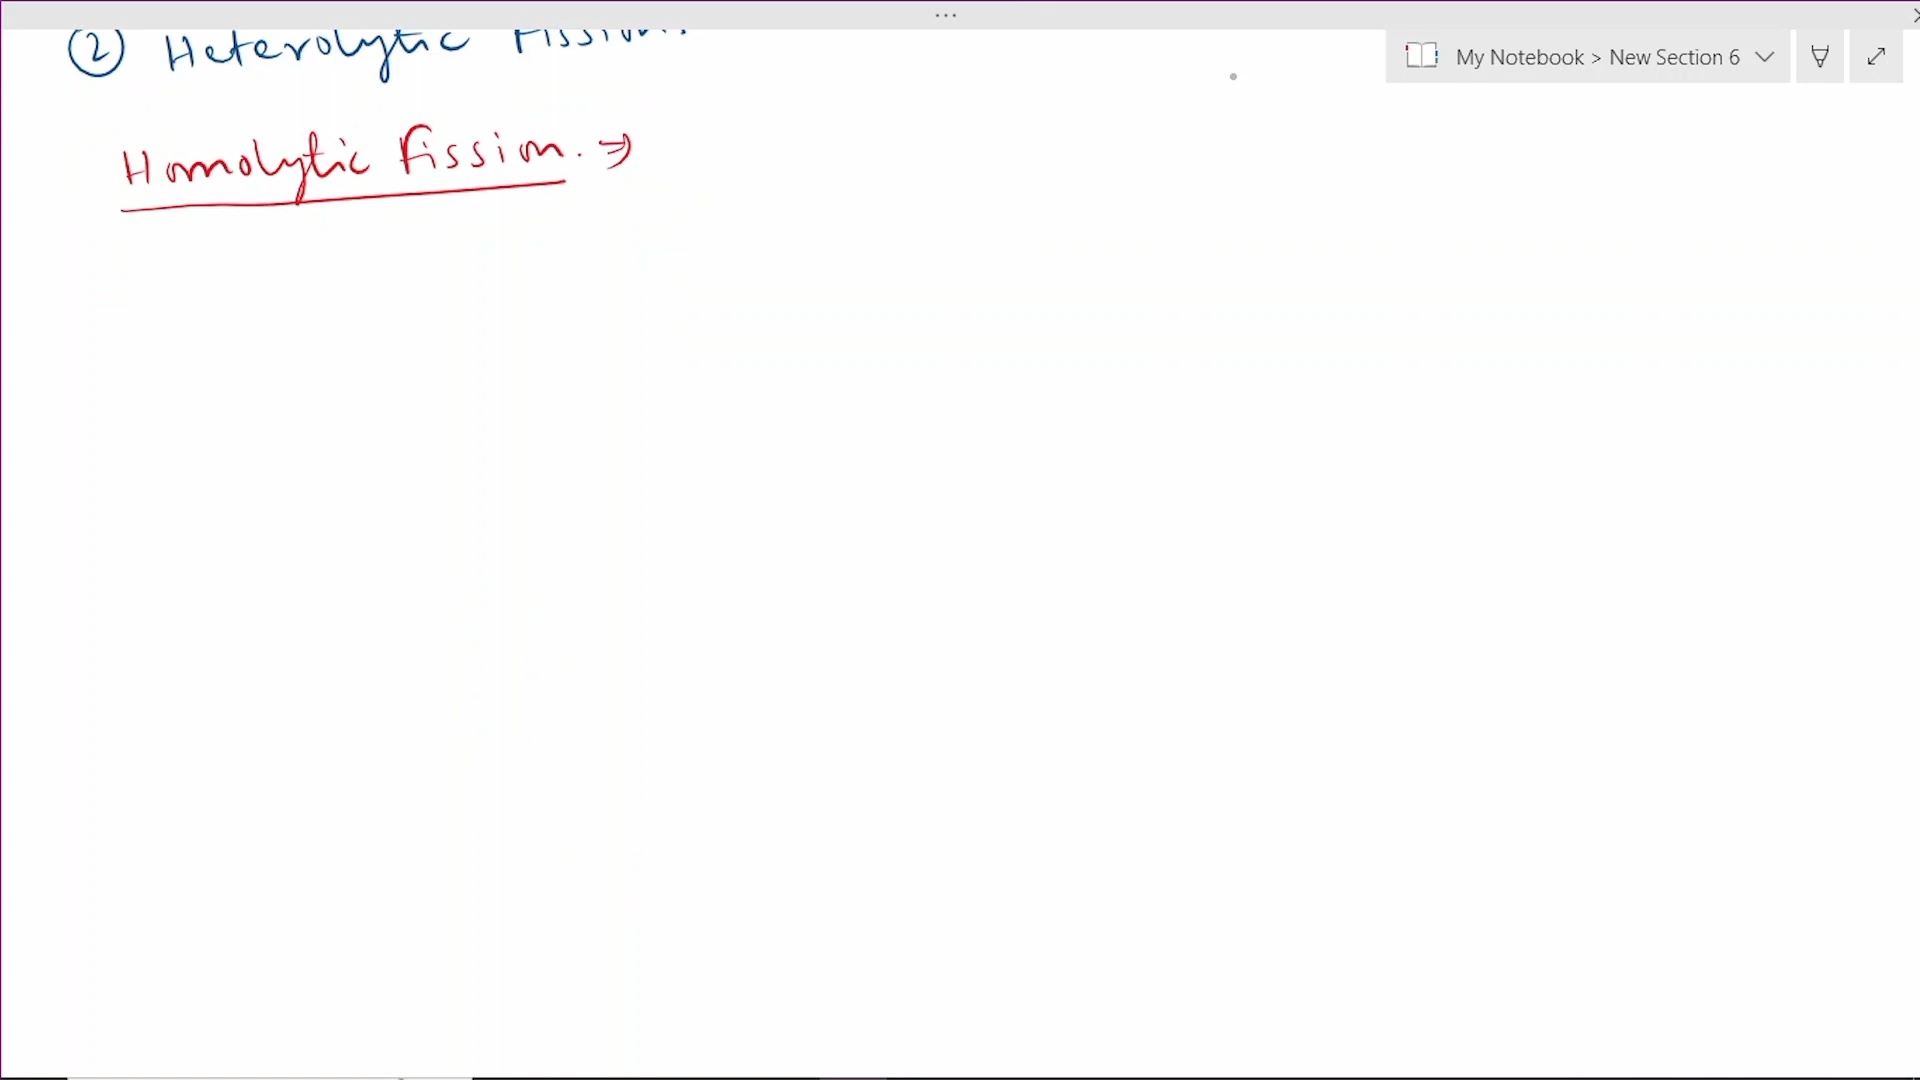 ② Heterolytic Fission.
My Notebook > New Section 6
Homolytic Fission. ⇒